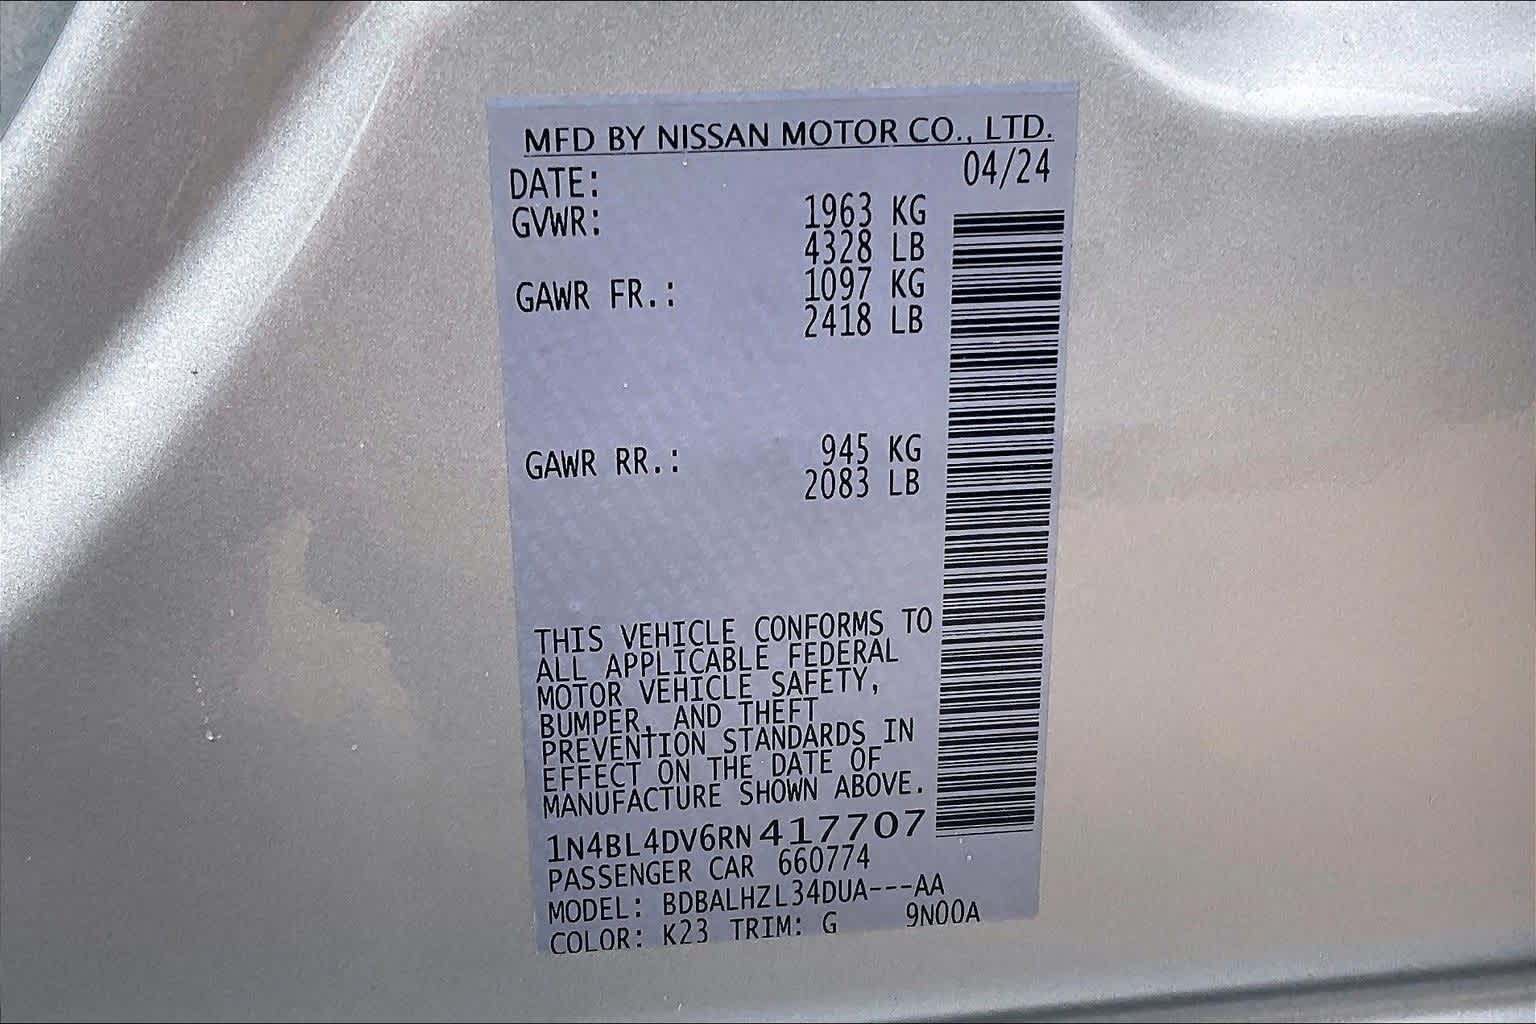 MFD BY NISSAN MOTOR CO., LTD.
DATE: 04/24
GVWR: 1963 KG
4328 LB
GAWR FR.: 1097 KG
2418 LB
GAWR RR.: 945 KG
2083 LB
THIS VEHICLE CONFORMS TO
ALL APPLICABLE FEDERAL
MOTOR VEHICLE SAFETY,
BUMPER, AND THEFT
PREVENTION STANDARDS IN
EFFECT ON THE DATE OF
MANUFACTURE SHOWN ABOVE.
1N4BL4DV6RN417707
PASSENGER CAR 660774
MODEL: BDBALHZL34DUA---AA
COLOR: K23 TRIM: G 9N00A